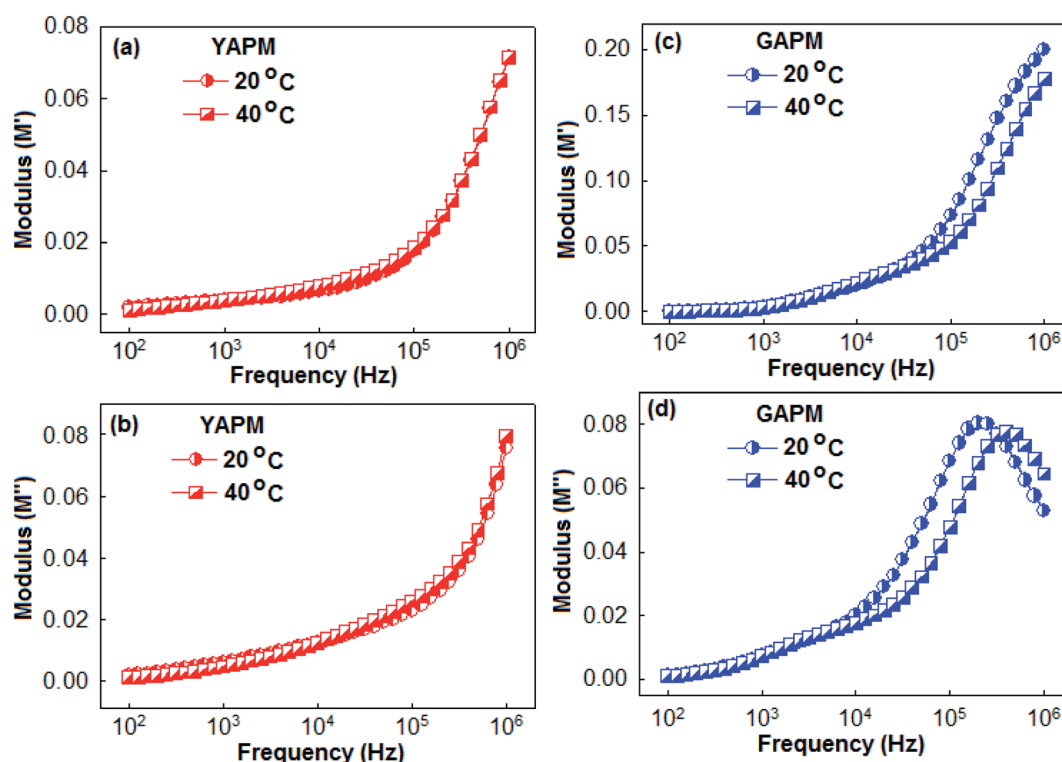 (a)
YAPM
20 °C
40 °C
Modulus (M')
0.08
0.06
0.04
0.02
0.00
10² 10³ 10⁴ 10⁵ 10⁶
Frequency (Hz)
(c)
GAPM
20 °C
40 °C
Modulus (M')
0.20
0.15
0.10
0.05
0.00
10² 10³ 10⁴ 10⁵ 10⁶
Frequency (Hz)
(b)
YAPM
20 °C
40 °C
Modulus (M")
0.08
0.06
0.04
0.02
0.00
10² 10³ 10⁴ 10⁵ 10⁶
Frequency (Hz)
(d)
GAPM
20 °C
40 °C
Modulus (M")
0.08
0.06
0.04
0.02
0.00
10² 10³ 10⁴ 10⁵ 10⁶
Frequency (Hz)